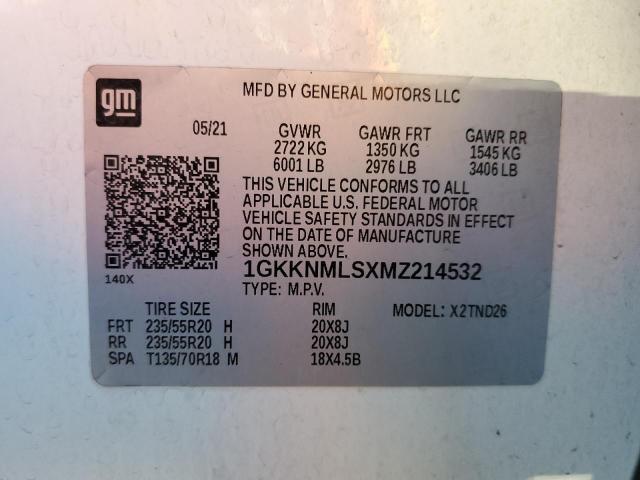 gm
MFD BY GENERAL MOTORS LLC
05/21 GVWR GAWR FRT GAWR RR
2722 KG 1350 KG 1545 KG
6001 LB 2976 LB 3406 LB
THIS VEHICLE CONFORMS TO ALL
APPLICABLE U.S. FEDERAL MOTOR
VEHICLE SAFETY STANDARDS IN EFFECT
ON THE DATE OF MANUFACTURE
SHOWN ABOVE.
1GKKNMLSXMZ214532
140X
TYPE: M.P.V.
TIRE SIZE RIM MODEL: X2TND26
FRT 235/55R20 H 20X8J
RR 235/55R20 H 20X8J
SPA T135/70R18 M 18X4.5B